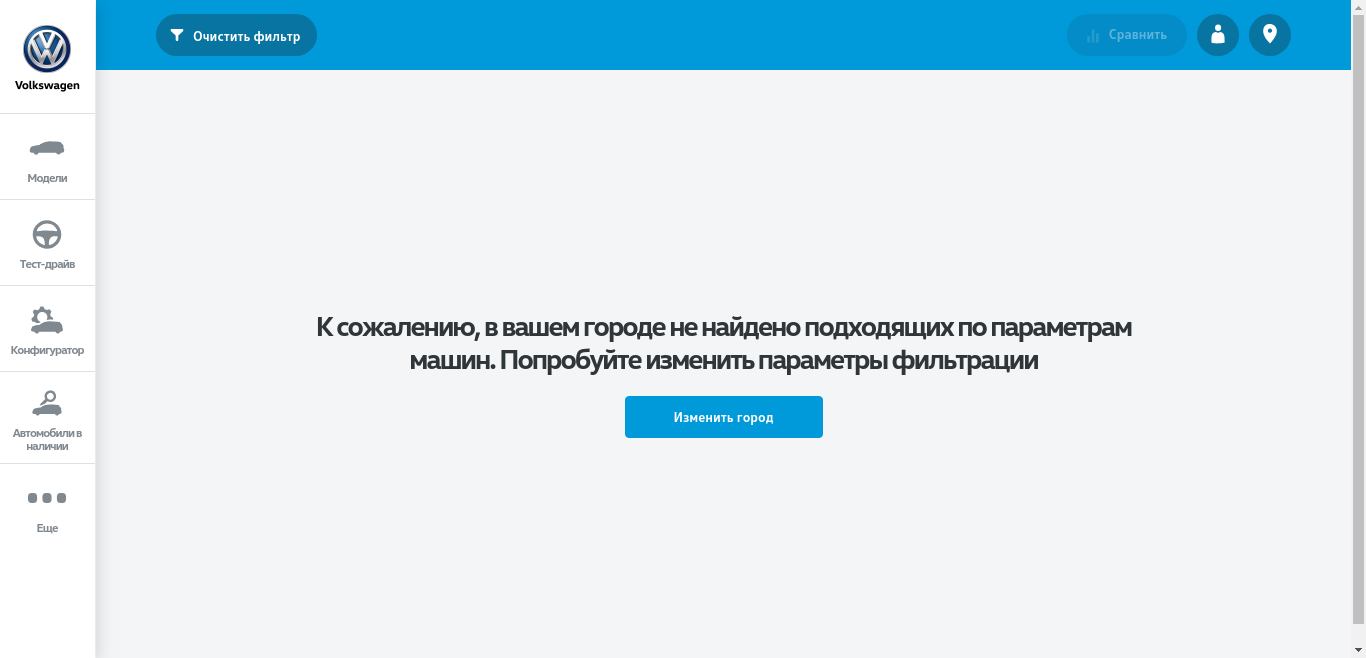 Очистить фильтр
Сравнить
Volkswagen
Модели
Тест-драйв
Конфигуратор
Автомобили в
наличии
Еще
К сожалению, в вашем городе не найдено подходящих по параметрам
машин. Попробуйте изменить параметры фильтрации
Изменить город